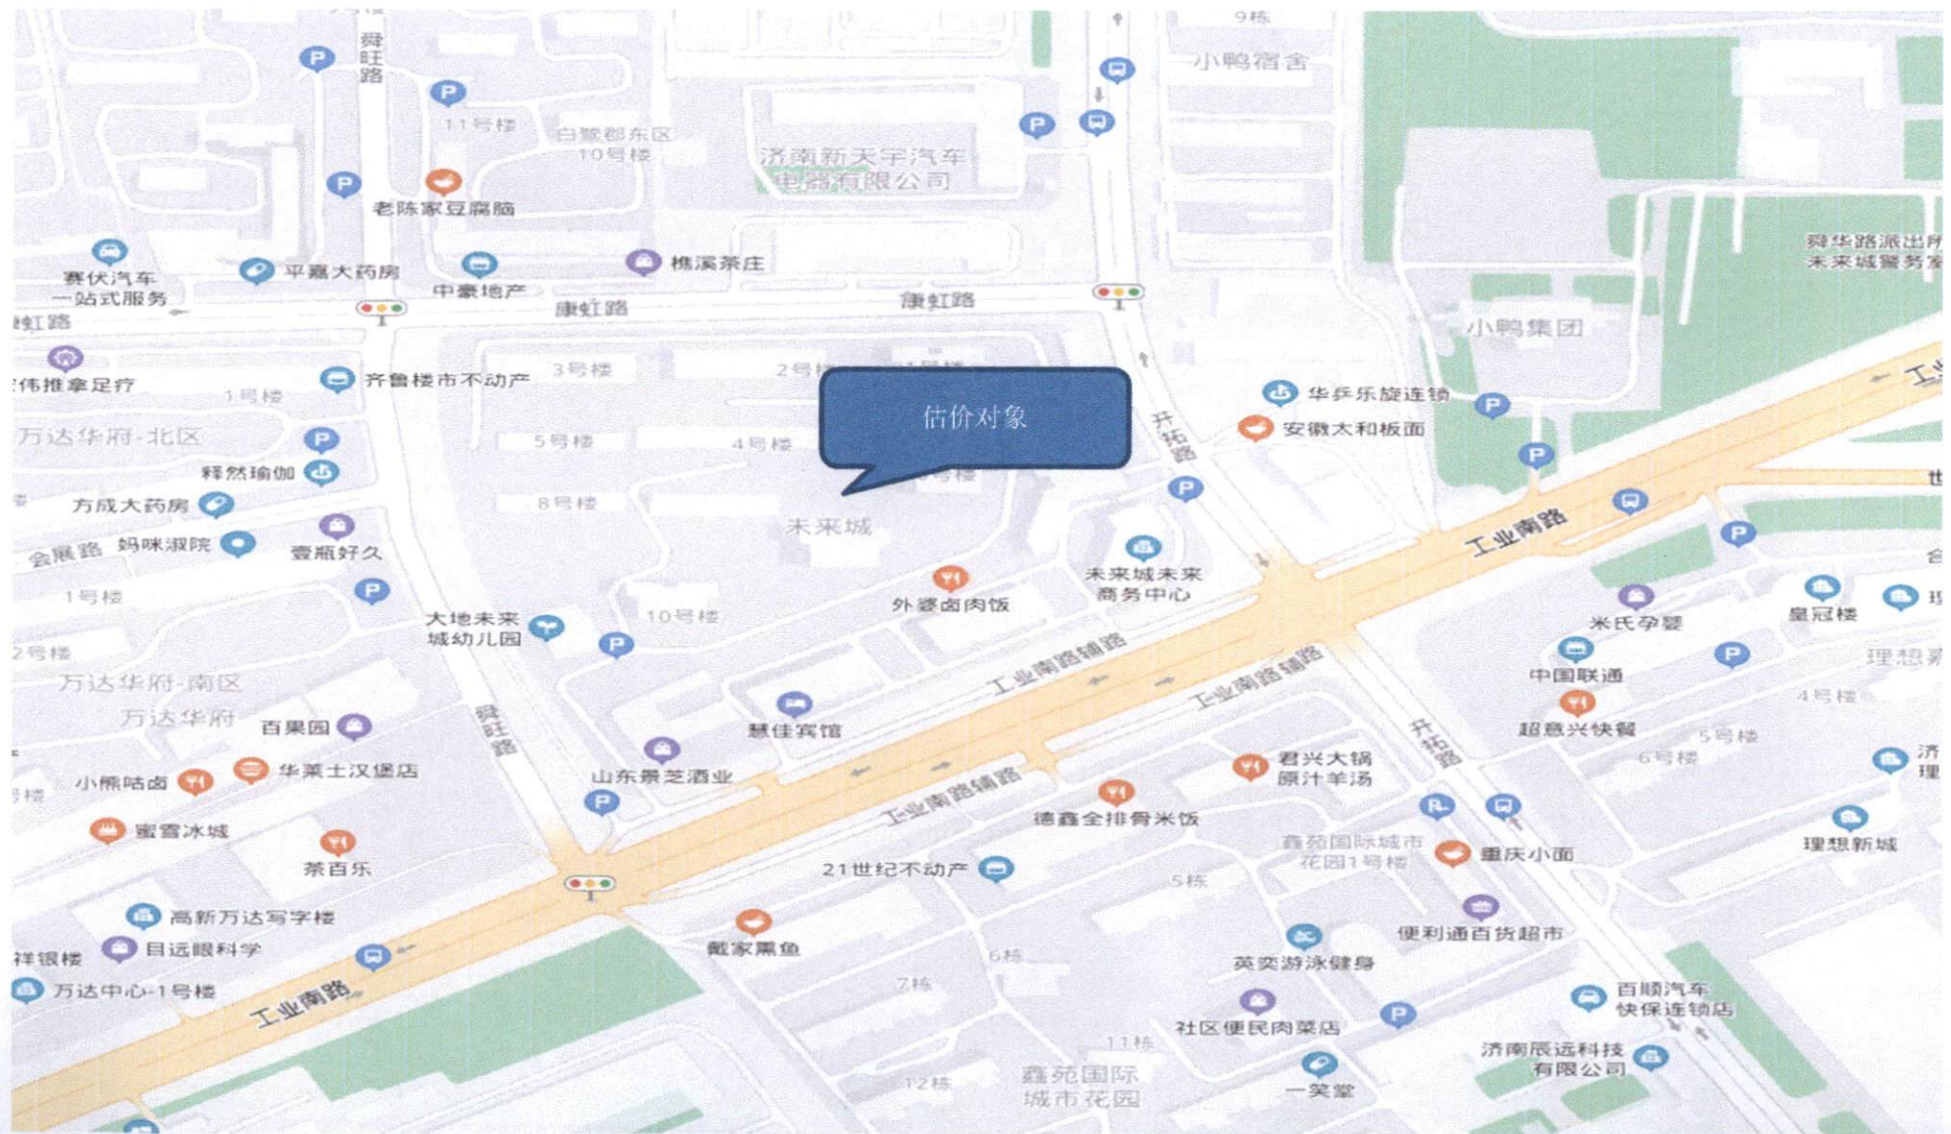 舜旺路
9栋
小鸭宿舍
11号楼
白鹭郡东区
10号楼
济南新天宇汽车
电器有限公司
老陈家豆腐脑
舜华路派出所
未来城警务室
赛伏汽车
一站式服务
平嘉大药房
中豪地产
樵溪茶庄
康虹路
康虹路
小鸭集团
伟推拿足疗
1号楼
齐鲁楼市不动产
3号楼
2号楼
华乒乐旋连锁
安徽太和板面
估价对象
开拓路
万达华府-北区
5号楼
4号楼
释然瑜伽
方成大药房
8号楼
未来城
会展路
妈咪淑院
壹瓶好久
工业南路
1号楼
外婆卤肉饭
未来城未来
商务中心
米氏孕婴
皇冠楼
大地未来
城幼儿园
10号楼
2号楼
工业南路辅路
工业南路辅路
中国联通
万达华府-南区
万达华府
4号楼
百果园
舜旺路
慧佳宾馆
超意兴快餐
5号楼
开拓路
6号楼
小熊咕卤
华莱士汉堡店
山东景芝酒业
君兴大锅
原汁羊汤
工业南路辅路
德鑫全排骨米饭
蜜雪冰城
茶百乐
21世纪不动产
鑫苑国际城市
花园1号楼
重庆小面
理想新城
5栋
高新万达写字楼
目远眼科学
祥银楼
戴家熏鱼
6栋
便利通百货超市
英奕游泳健身
万达中心-1号楼
工业南路
7栋
百顺汽车
快保连锁店
社区便民肉菜店
11栋
济南辰远科技
有限公司
12栋
鑫苑国际
城市花园
一笑堂